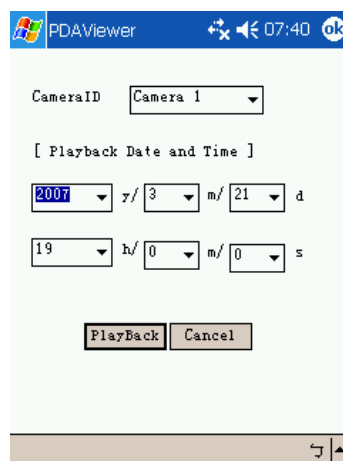 PDAViewer 07:40 ok
CameraID Camera 1
[ Playback Date and Time ]
2007 y/ 3 m/ 21 d
19 h/ 0 m/ 0 s
PlayBack Cancel